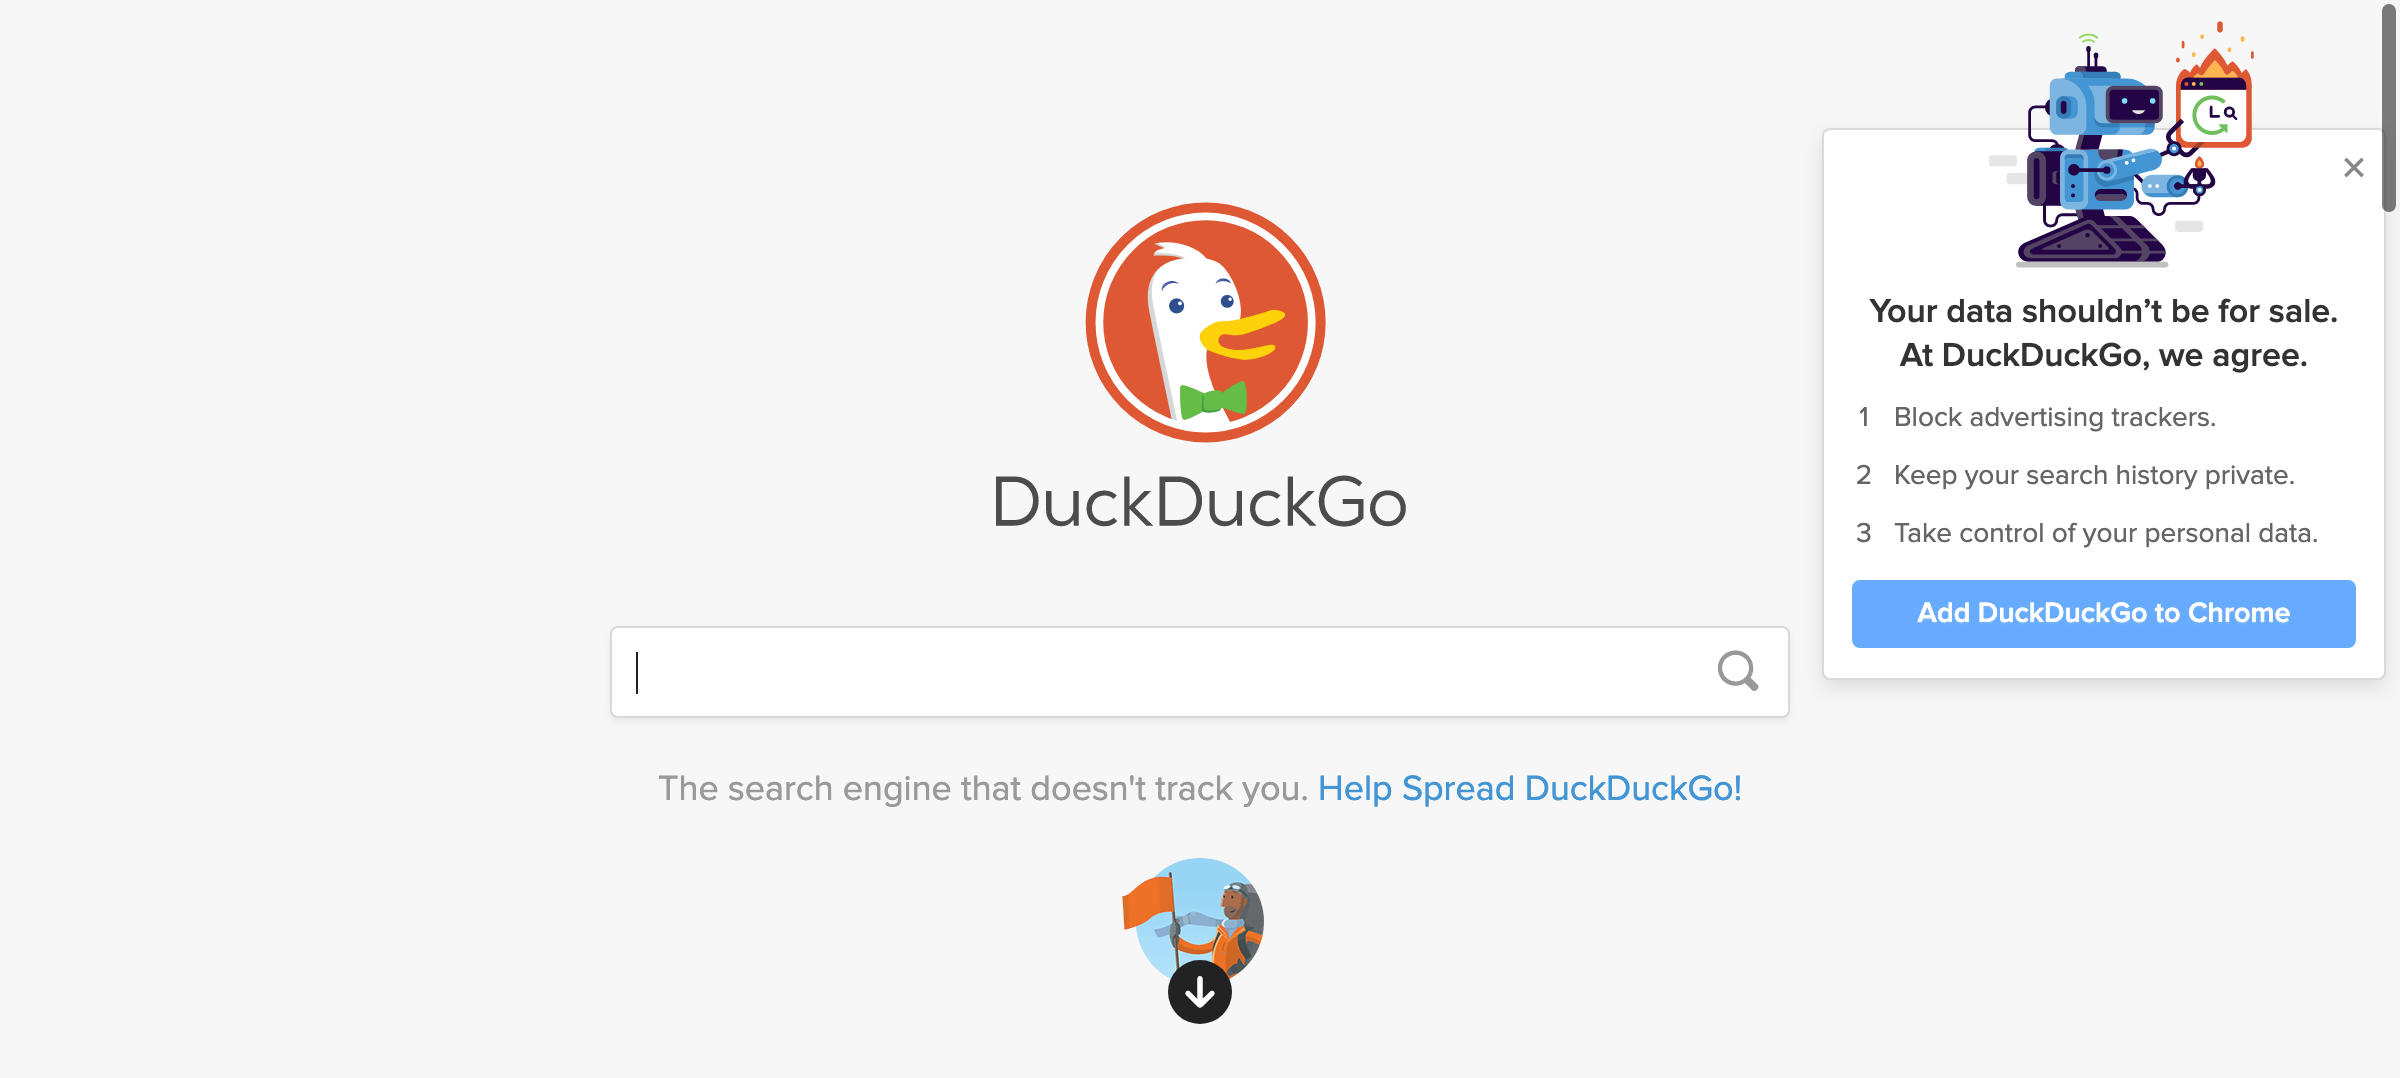 DuckDuckGo
The search engine that doesn't track you. Help Spread DuckDuckGo!
Your data shouldn’t be for sale.
At DuckDuckGo, we agree.
1 Block advertising trackers.
2 Keep your search history private.
3 Take control of your personal data.
Add DuckDuckGo to Chrome